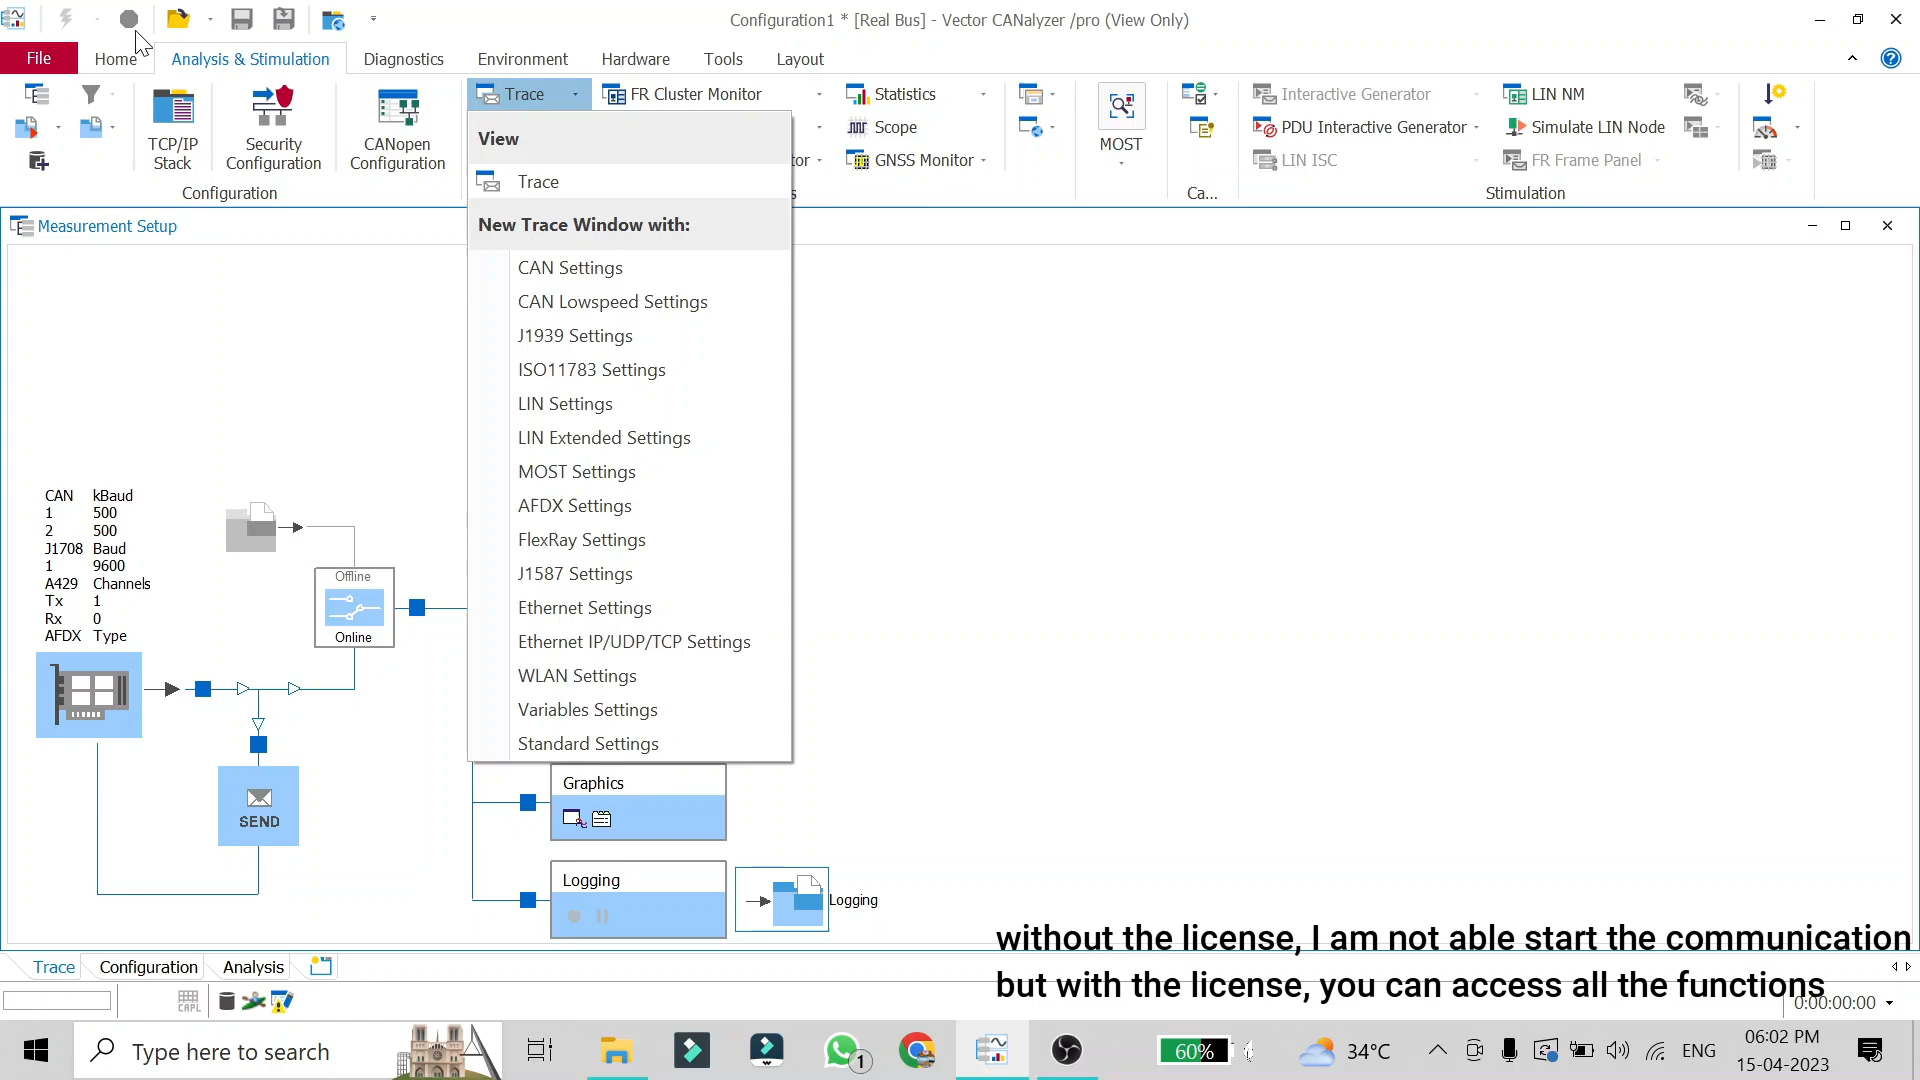 Configuration1 * [Real Bus] - Vector CANalyzer /pro (View Only)
File Home Analysis & Stimulation Diagnostics Environment Hardware Tools Layout
TCP/IP Stack
Security Configuration
CANopen Configuration
Configuration
Trace
FR Cluster Monitor
Statistics
Scope
GNSS Monitor
MOST
Ca...
Interactive Generator
PDU Interactive Generator
LIN ISC
LIN NM
Simulate LIN Node
FR Frame Panel
Stimulation
Measurement Setup
View
Trace
New Trace Window with:
CAN Settings
CAN Lowspeed Settings
J1939 Settings
ISO11783 Settings
LIN Settings
LIN Extended Settings
MOST Settings
AFDX Settings
FlexRay Settings
J1587 Settings
Ethernet Settings
Ethernet IP/UDP/TCP Settings
WLAN Settings
Variables Settings
Standard Settings
CAN kBaud
1 500
2 500
J1708 Baud
1 9600
A429 Channels
Tx 1
Rx 0
AFDX Type
Offline
Online
SEND
Graphics
Logging
Logging
without the license, I am not able start the communication
but with the license, you can access all the functions
Trace Configuration Analysis
CAPL
0:00:00:00
Type here to search
1
60%
34°C
ENG
06:02 PM
15-04-2023